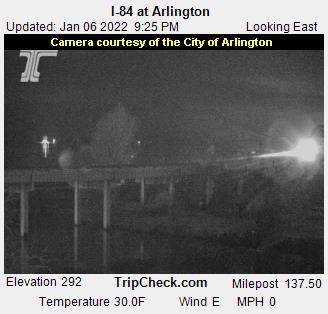 I-84 at Arlington
Updated: Jan 06 2022 9:25 PM Looking East
Camera courtesy of the City of Arlington
Elevation 292 TripCheck.com Milepost 137.50
Temperature 30.0F Wind E MPH 0